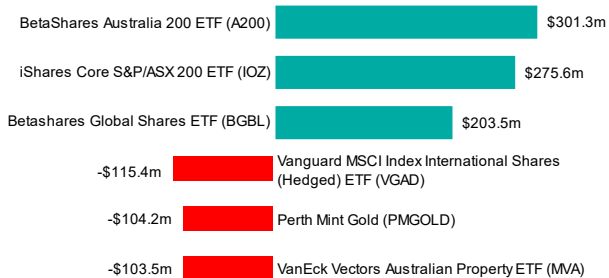 BetaShares Australia 200 ETF (A200)
$301.3m
iShares Core S&P/ASX 200 ETF (IOZ)
$275.6m
Betashares Global Shares ETF (BGBL)
$203.5m
-$115.4m
Vanguard MSCI Index International Shares
(Hedged) ETF (VGAD)
-$104.2m
Perth Mint Gold (PMGOLD)
-$103.5m
VanEck Vectors Australian Property ETF (MVA)